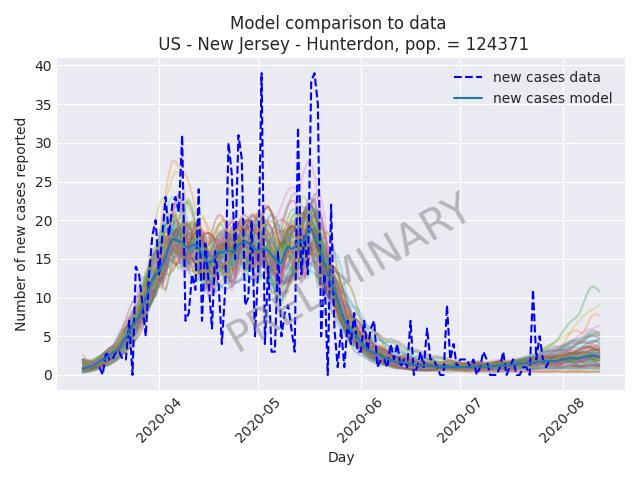 Model comparison to data
US - New Jersey - Hunterdon, pop. = 124371
Number of new cases reported
40
35
30
25
20
15
10
5
0
new cases data
new cases model
PRELIMINARY
2020-04
2020-05
2020-06
2020-07
2020-08
Day